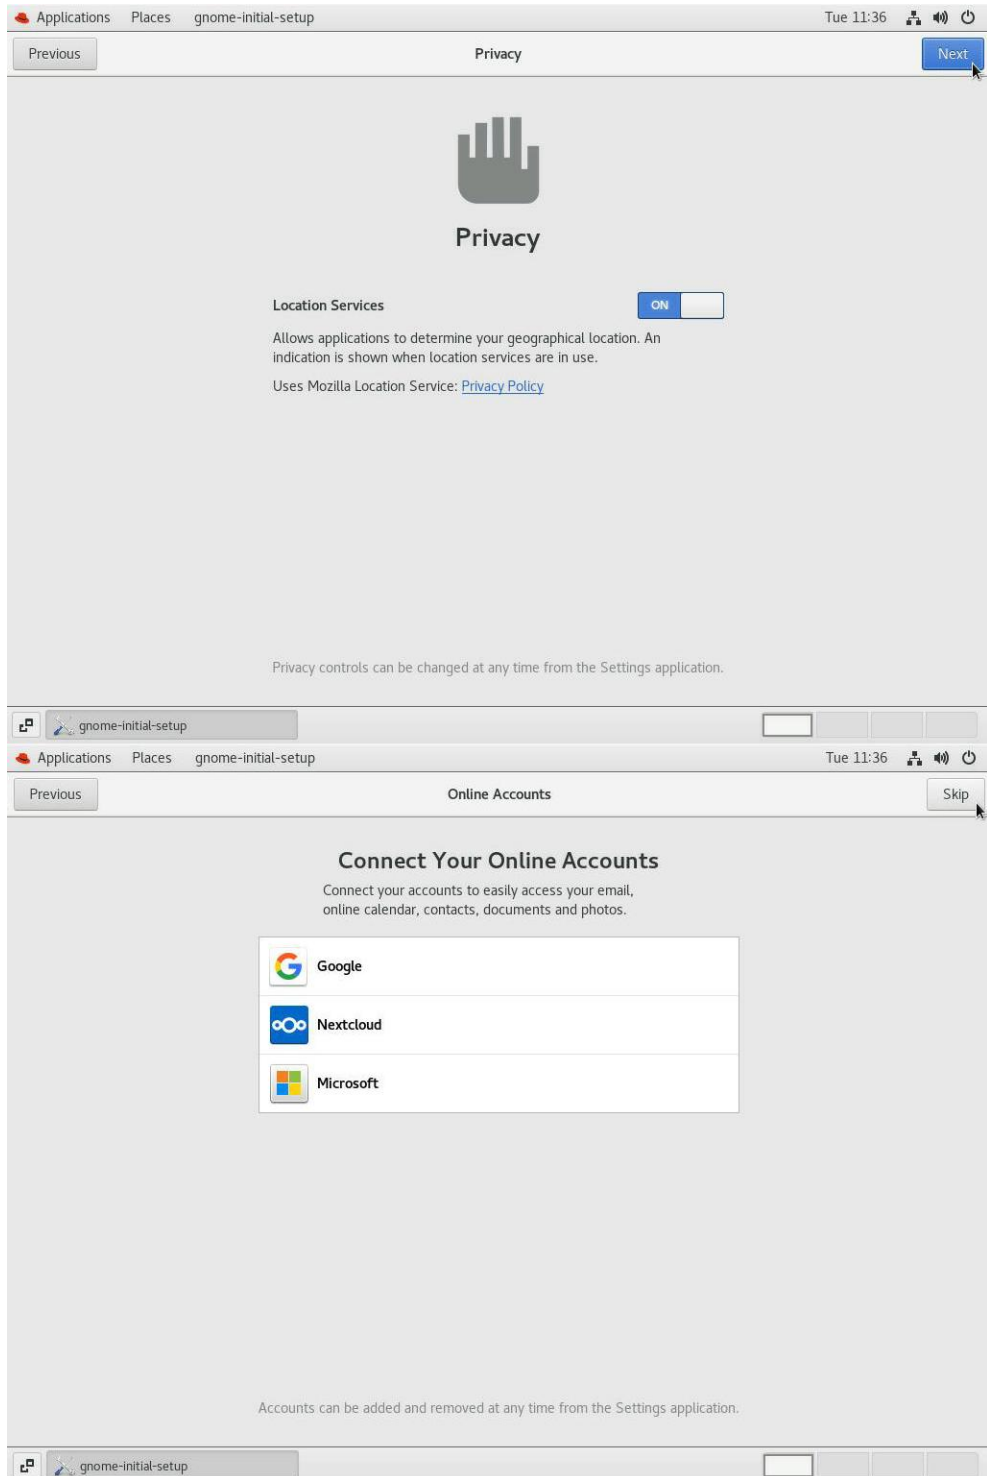 Applications Places gnome-initial-setup Tue 11:36
Previous Privacy Next
Privacy
Location Services ON
Allows applications to determine your geographical location. An
indication is shown when location services are in use.
Uses Mozilla Location Service: Privacy Policy
Privacy controls can be changed at any time from the Settings application.
gnome-initial-setup
Applications Places gnome-initial-setup Tue 11:36
Previous Online Accounts Skip
Connect Your Online Accounts
Connect your accounts to easily access your email,
online calendar, contacts, documents and photos.
Google
Nextcloud
Microsoft
Accounts can be added and removed at any time from the Settings application.
gnome-initial-setup